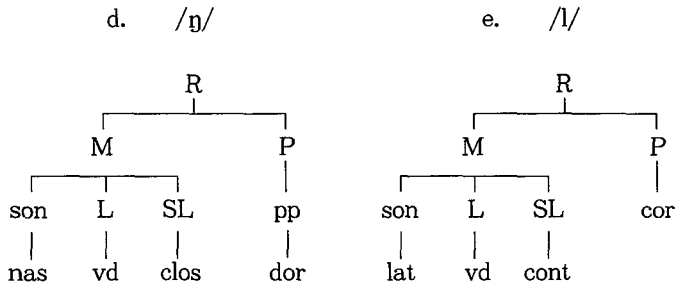 d. /ŋ/ e. /l/
R R
M P M P
son L SL pp son L SL cor
nas vd clos dor lat vd cont